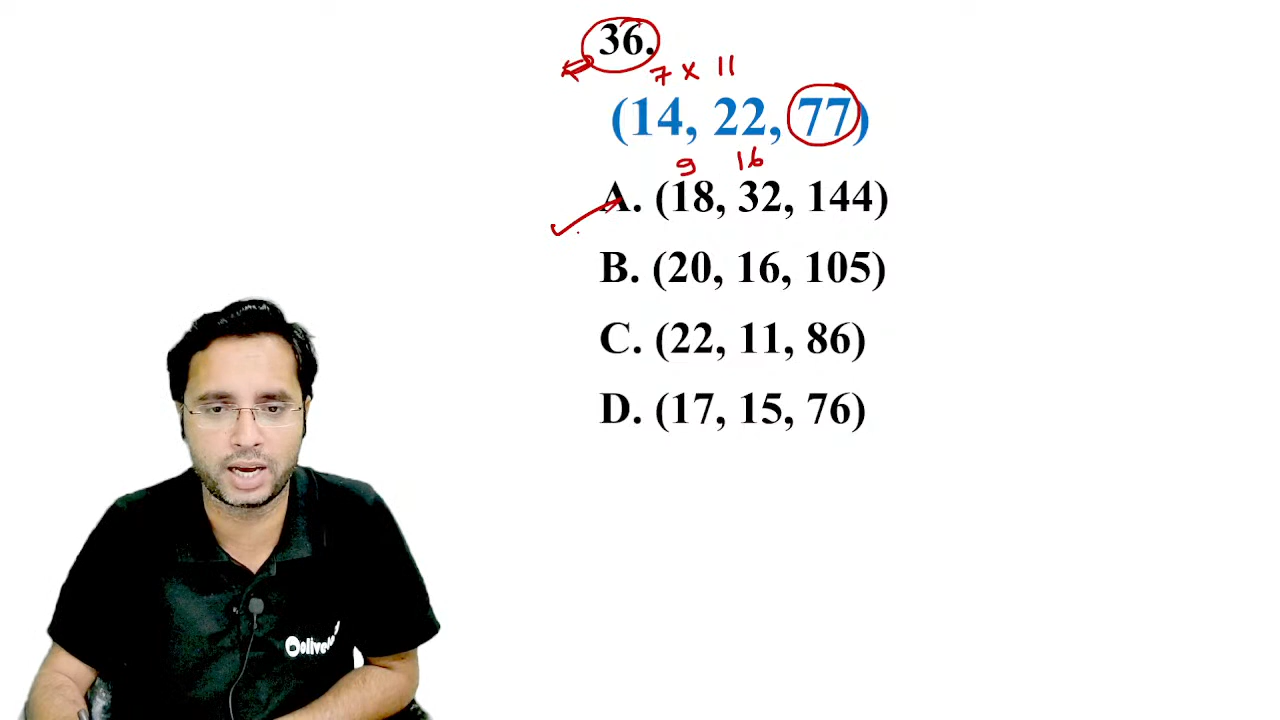 36.
7 x 11
(14, 22, 77)
9 16
A. (18, 32, 144)
B. (20, 16, 105)
C. (22, 11, 86)
D. (17, 15, 76)